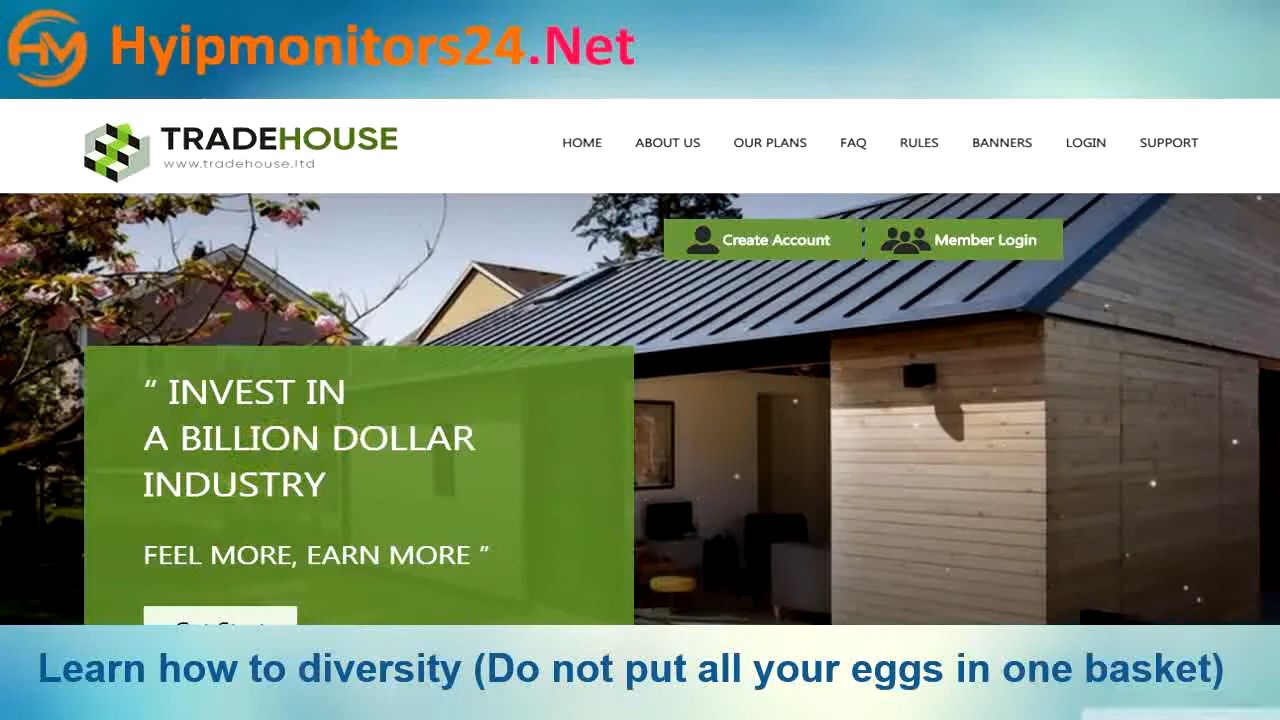 HM Hyipmonitors24.Net
TRADEHOUSE
www.tradehouse.ltd
HOME ABOUT US OUR PLANS FAQ RULES BANNERS LOGIN SUPPORT
Create Account Member Login
“ INVEST IN
A BILLION DOLLAR
INDUSTRY
FEEL MORE, EARN MORE ”
Learn how to diversity (Do not put all your eggs in one basket)